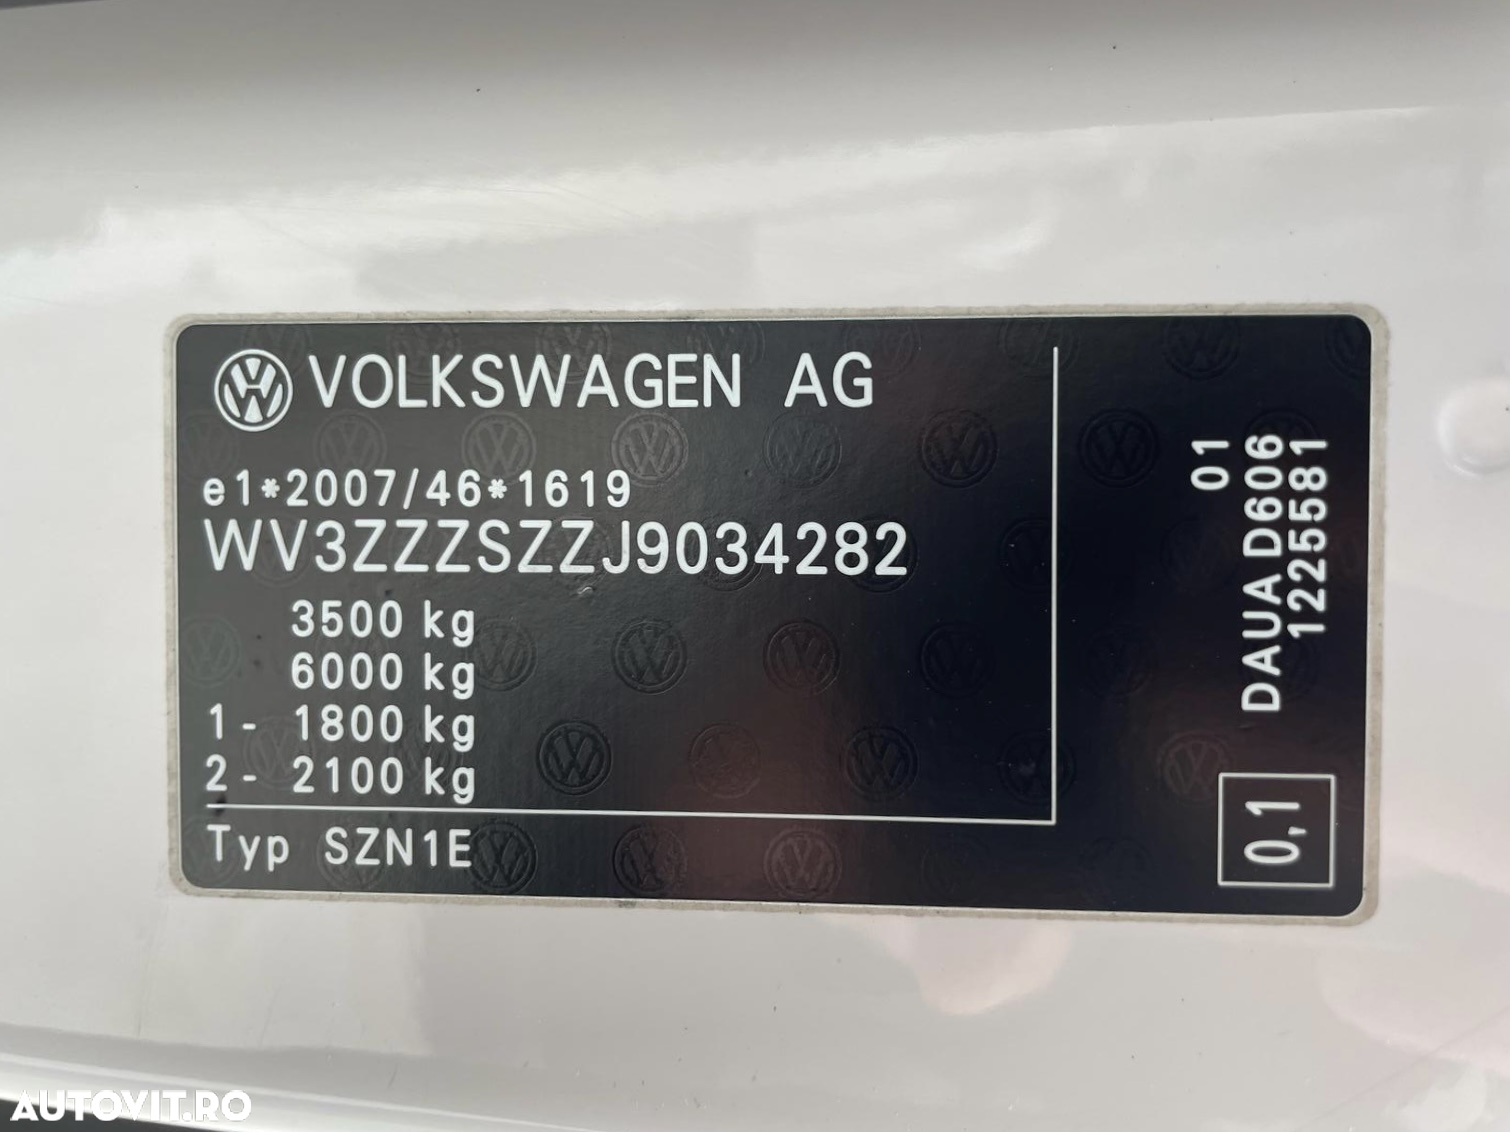 VOLKSWAGEN AG
e1*2007/46*1619
WV3ZZZSZZJ9034282
3500 kg
6000 kg
1- 1800 kg
2- 2100 kg
Typ SZN1E
01
DAUA D606
1225581
0,1
AUTOVIT.RO